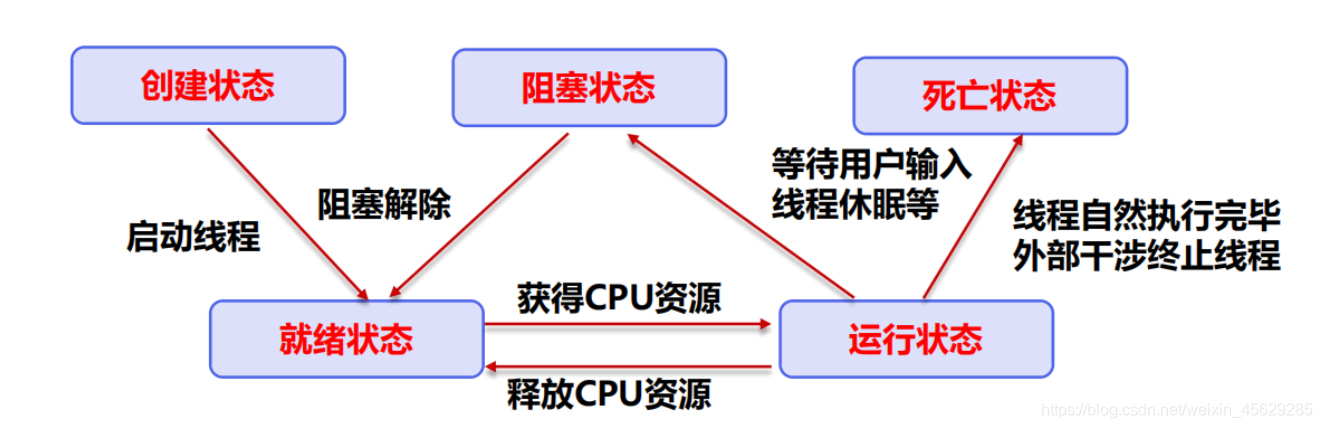 创建状态
阻塞状态
死亡状态
等待用户输入
线程休眠等
阻塞解除
启动线程
线程自然执行完毕
外部干涉终止线程
获得CPU资源
就绪状态
运行状态
释放CPU资源
https://blog.csdn.net/weixin_45629285